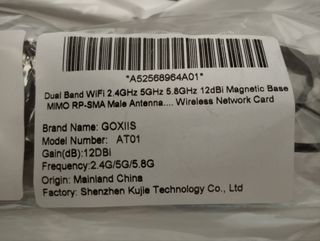 *A52568964A01*
Dual Band WiFi 2.4GHz 5GHz 5.8GHz 12dBi Magnetic Base
MIMO RP-SMA Male Antenna.... Wireless Network Card
Brand Name: GOXIIS
Model Number: AT01
Gain(dB):12DBi
Frequency:2.4G/5G/5.8G
Origin: Mainland China
Factory: Shenzhen Kujie Technology Co., Ltd